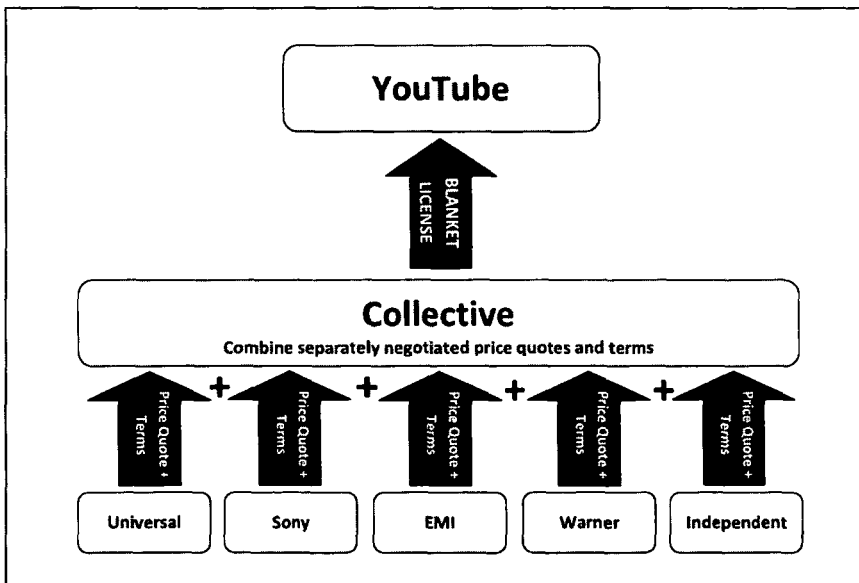 YouTube
BLANKET
LICENSE
Collective
Combine separately negotiated price quotes and terms
+ + + +
Price Quote +
Terms
Price Quote +
Terms
Price Quote +
Terms
Price Quote +
Terms
Price Quote +
Terms
Universal
Sony
EMI
Warner
Independent